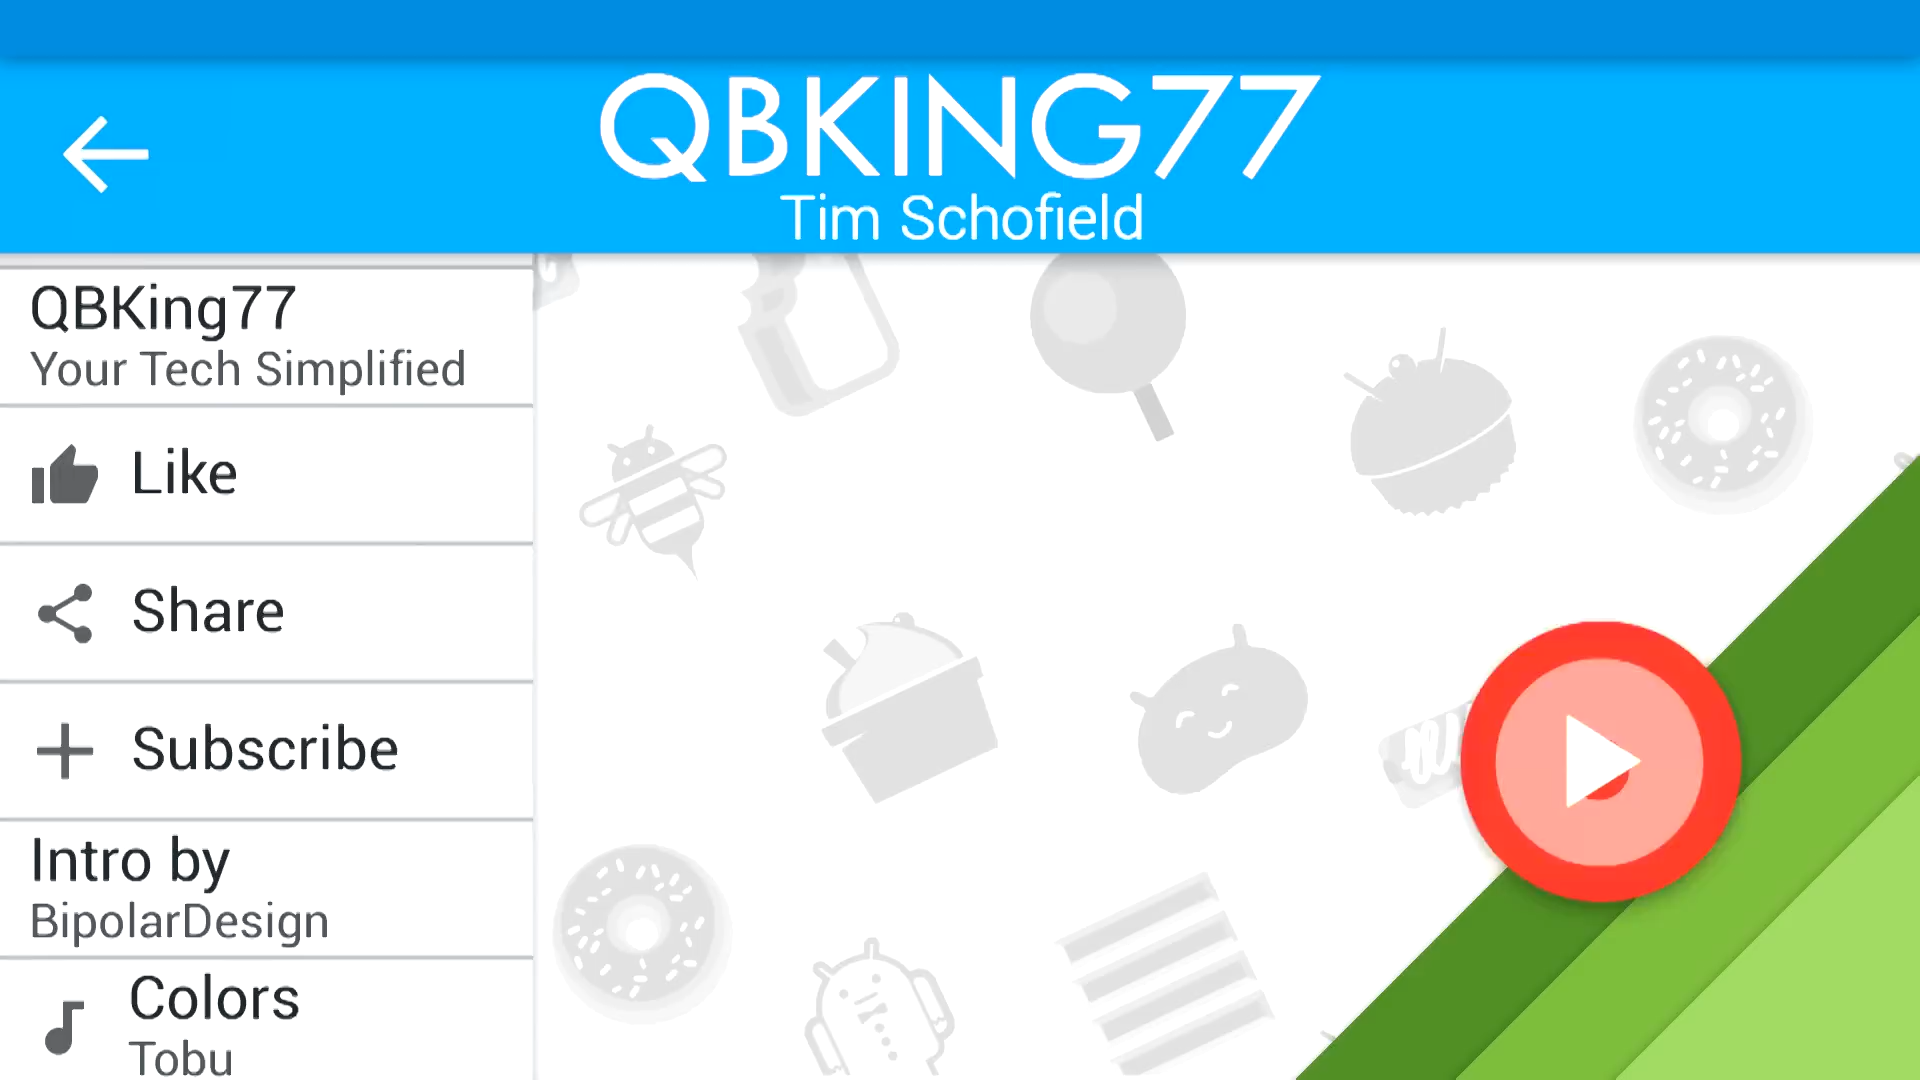 QBKING77
Tim Schofield
QBKing77
Your Tech Simplified
Like
Share
Subscribe
Intro by
BipolarDesign
Colors
Tobu